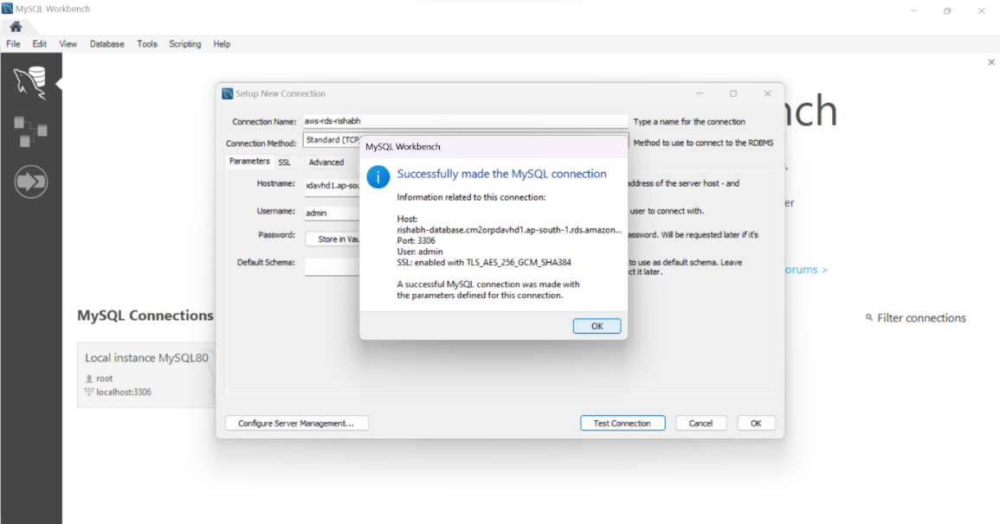 MySQL Workbench
File Edit View Database Tools Scripting Help
nch
Setup New Connection
Connection Name: aws-rds-rishabh Type a name for the connection
Connection Method: Standard (TCP Method to use to connect to the RDBMS
Parameters SSL Advanced
Hostname: xdavhd1.ap-sou address of the server host - and
Username: admin user to connect with.
Password: Store in Vau assword. Will be requested later if it's
Default Schema: to use as default schema. Leave
ct it later.
MySQL Workbench
Successfully made the MySQL connection
Information related to this connection:
Host:
rishabh-database.cm2orpdavhd1.ap-south-1.rds.amazon...
Port: 3306
User: admin
SSL: enabled with TLS_AES_256_GCM_SHA384
A successful MySQL connection was made with
the parameters defined for this connection.
OK
er
orums >
MySQL Connections
Filter connections
Local instance MySQL80
root
localhost:3306
Configure Server Management... Test Connection Cancel OK